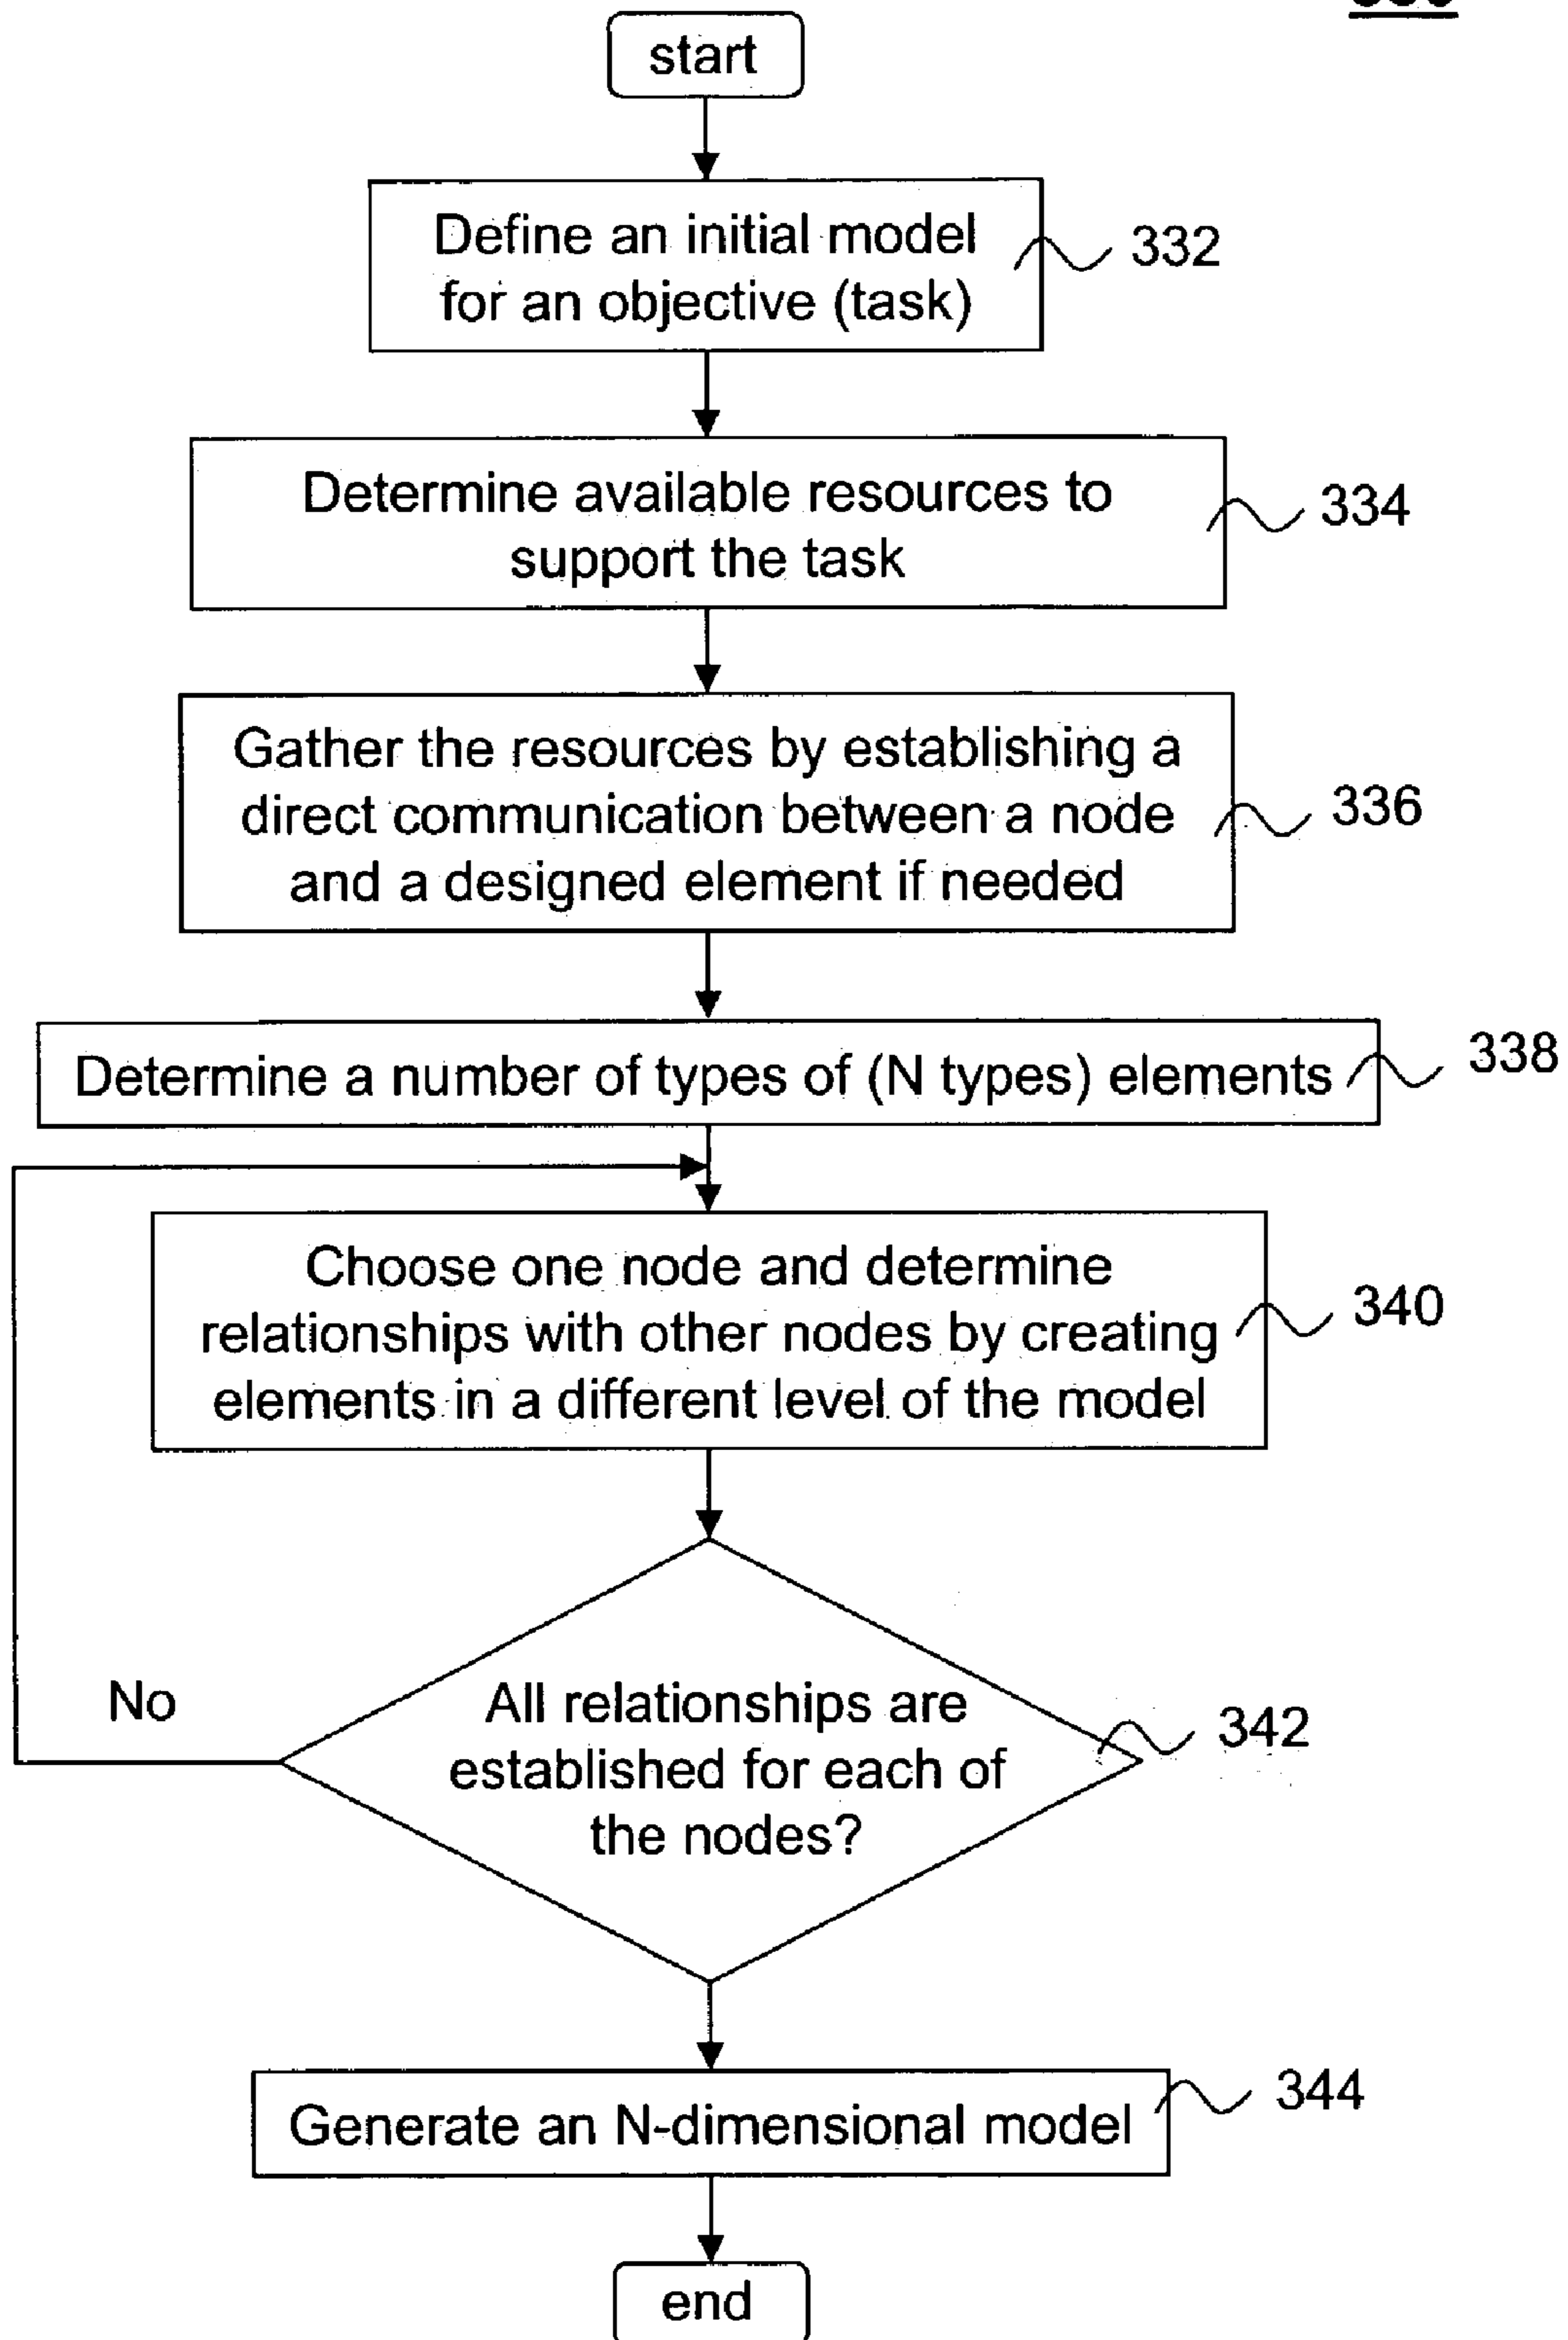 start
Define an initial model
for an objective (task)
332
Determine available resources to
support the task
334
Gather the resources by establishing a
direct communication between a node
and a designed element if needed
336
Determine a number of types of (N types) elements
338
Choose one node and determine
relationships with other nodes by creating
elements in a different level of the model
340
No
All relationships are
established for each of
the nodes?
342
Generate an N-dimensional model
344
end